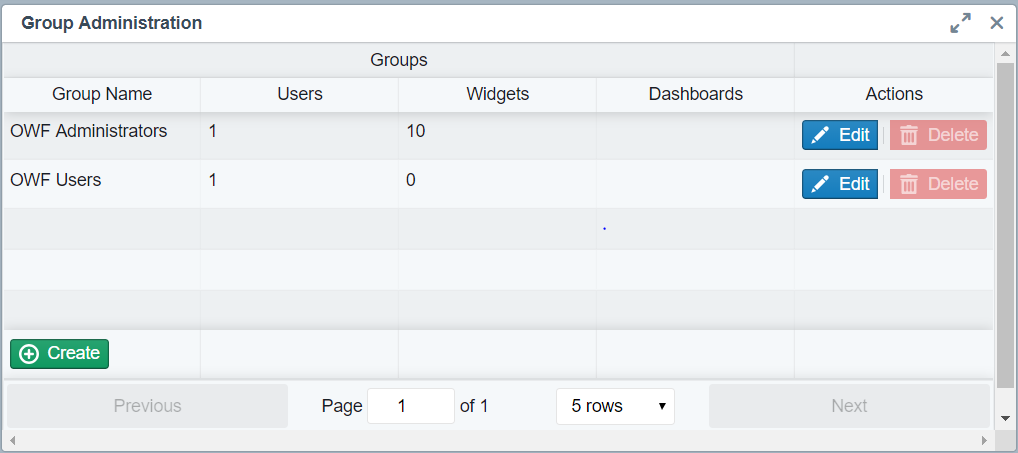 Group Administration
Groups
Group Name Users Widgets Dashboards Actions
OWF Administrators 1 10 Edit Delete
OWF Users 1 0 Edit Delete
Create
Previous Page 1 of 1 5 rows Next